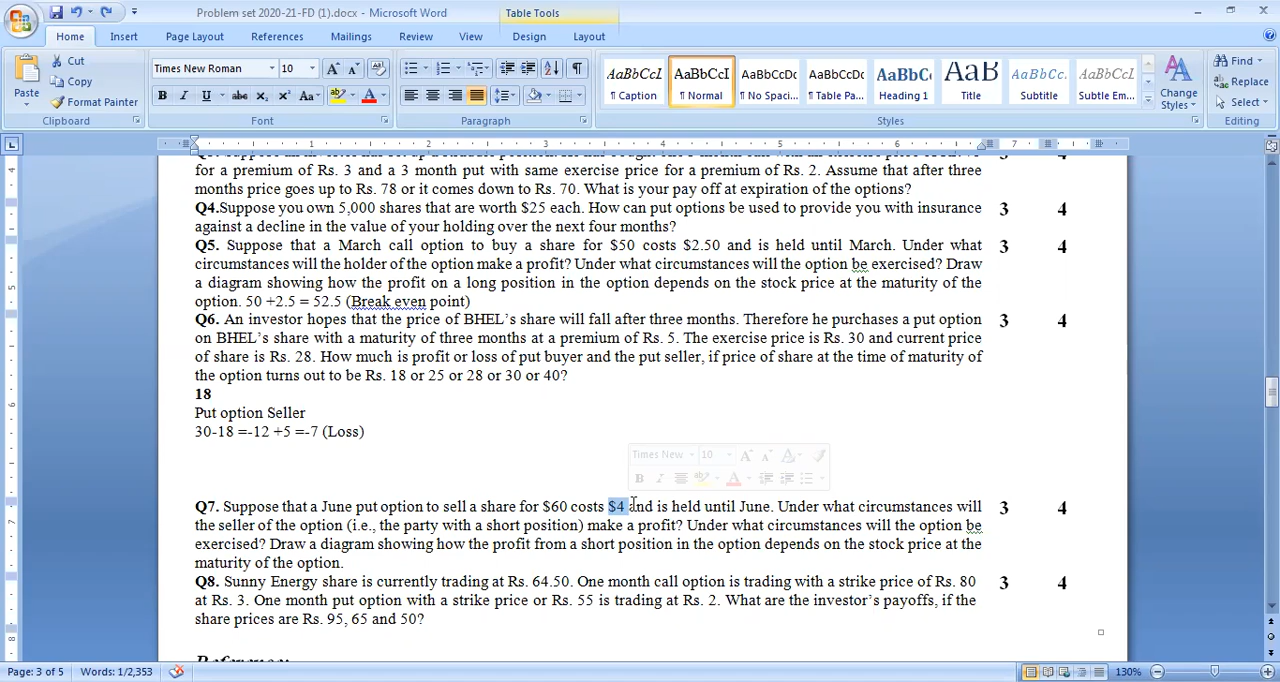 Problem set 2020-21-FD (1).docx - Microsoft Word
Table Tools
Home Insert Page Layout References Mailings Review View Design Layout
Paste
Cut
Copy
Format Painter
Clipboard
Times New Roman 10
Font
Paragraph
AaBbCcI AaBbCcI AaBbCcDc AaBbCcDc AaBbC AaB AaBbCc. AaBbCcI
¶ Caption ¶ Normal ¶ No Spaci... ¶ Table Pa... Heading 1 Title Subtitle Subtle Em...
Change Styles
Styles
Find
Replace
Select
Editing
1 2 3 4 5 6 7
for a premium of Rs. 3 and a 3 month put with same exercise price for a premium of Rs. 2. Assume that after three
months price goes up to Rs. 78 or it comes down to Rs. 70. What is your pay off at expiration of the options?
Q4.Suppose you own 5,000 shares that are worth $25 each. How can put options be used to provide you with insurance 3 4
against a decline in the value of your holding over the next four months?
Q5. Suppose that a March call option to buy a share for $50 costs $2.50 and is held until March. Under what 3 4
circumstances will the holder of the option make a profit? Under what circumstances will the option be exercised? Draw
a diagram showing how the profit on a long position in the option depends on the stock price at the maturity of the
option. 50 +2.5 = 52.5 (Break even point)
Q6. An investor hopes that the price of BHEL's share will fall after three months. Therefore he purchases a put option 3 4
on BHEL's share with a maturity of three months at a premium of Rs. 5. The exercise price is Rs. 30 and current price
of share is Rs. 28. How much is profit or loss of put buyer and the put seller, if price of share at the time of maturity of
the option turns out to be Rs. 18 or 25 or 28 or 30 or 40?
18
Put option Seller
30-18 =-12 +5 =-7 (Loss)
Times New 10
Q7. Suppose that a June put option to sell a share for $60 costs $4 and is held until June. Under what circumstances will 3 4
the seller of the option (i.e., the party with a short position) make a profit? Under what circumstances will the option be
exercised? Draw a diagram showing how the profit from a short position in the option depends on the stock price at the
maturity of the option.
Q8. Sunny Energy share is currently trading at Rs. 64.50. One month call option is trading with a strike price of Rs. 80 3 4
at Rs. 3. One month put option with a strike price or Rs. 55 is trading at Rs. 2. What are the investor's payoffs, if the
share prices are Rs. 95, 65 and 50?
Page: 3 of 5 Words: 1/2,353 130%